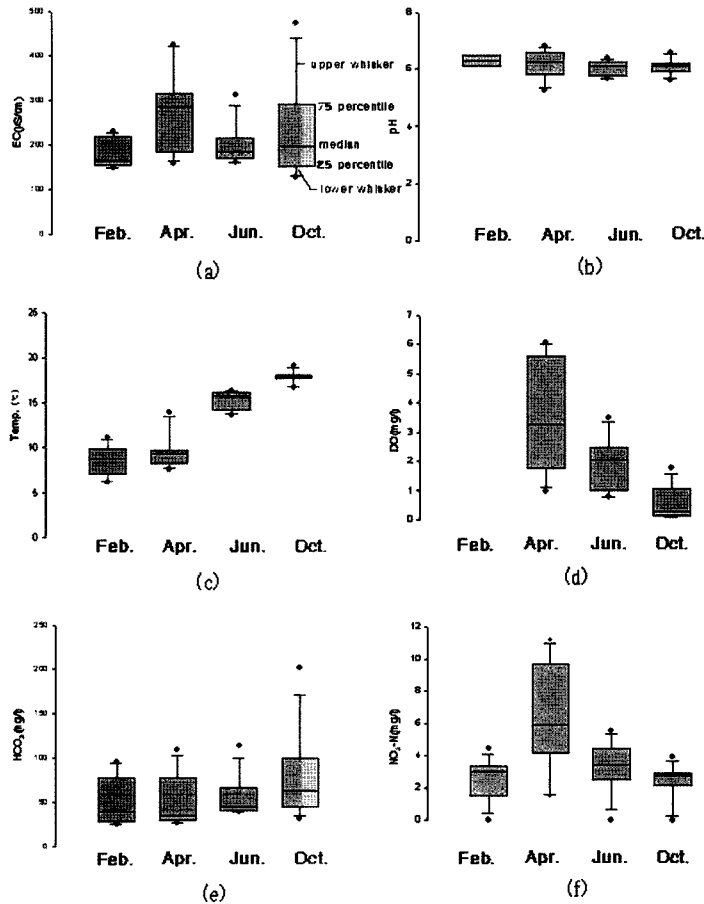 500
400
300
200
100
0
EC(μS/cm)
upper whisker
75 percentile
median
25 percentile
lower whisker
Feb. Apr. Jun. Oct.
(a)
8
6
4
2
0
pH
Feb. Apr. Jun. Oct.
(b)
25
20
15
10
5
0
Temp. (℃)
Feb. Apr. Jun. Oct.
(c)
7
6
5
4
3
2
1
0
DO(mg/l)
Feb. Apr. Jun. Oct.
(d)
250
200
150
100
50
0
HCO₃(mg/l)
Feb. Apr. Jun. Oct.
(e)
12
10
8
6
4
2
0
NO₃-N(mg/l)
Feb. Apr. Jun. Oct.
(f)